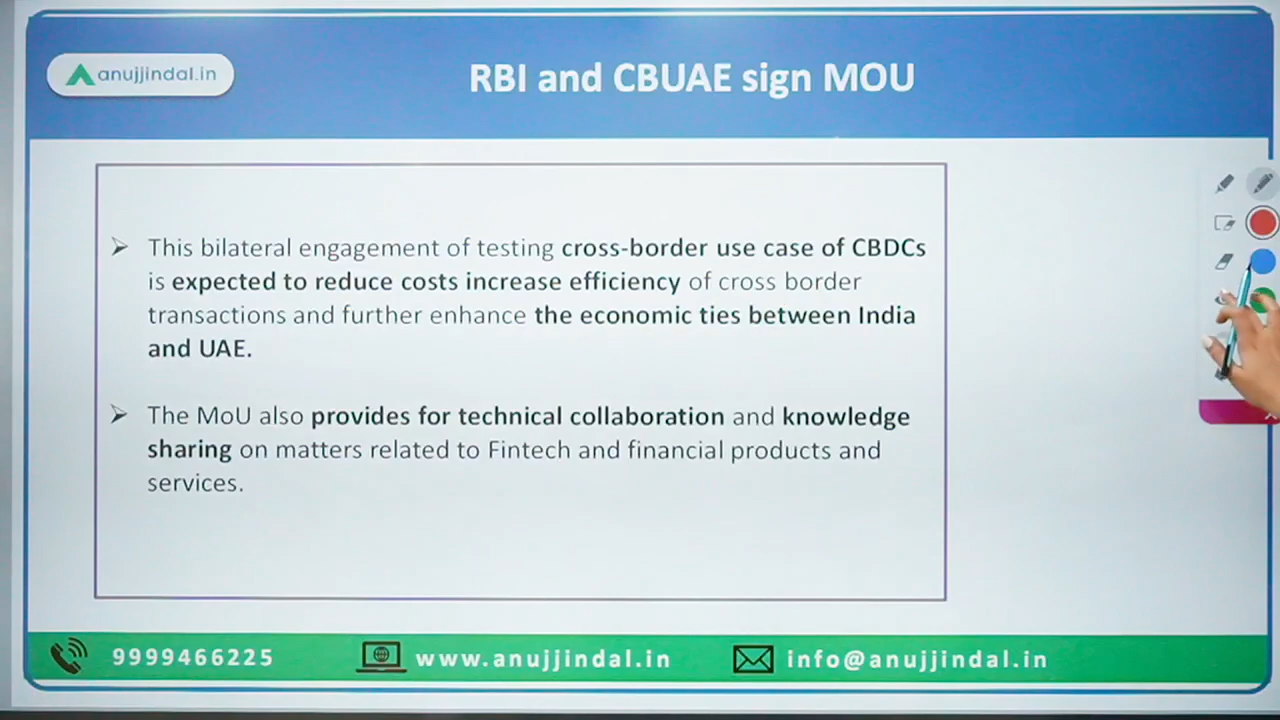 anujjindal.in
RBI and CBUAE sign MOU
This bilateral engagement of testing cross-border use case of CBDCs
is expected to reduce costs increase efficiency of cross border
transactions and further enhance the economic ties between India
and UAE.
The MoU also provides for technical collaboration and knowledge
sharing on matters related to Fintech and financial products and
services.
9999466225
www.anujjindal.in
info@anujjindal.in